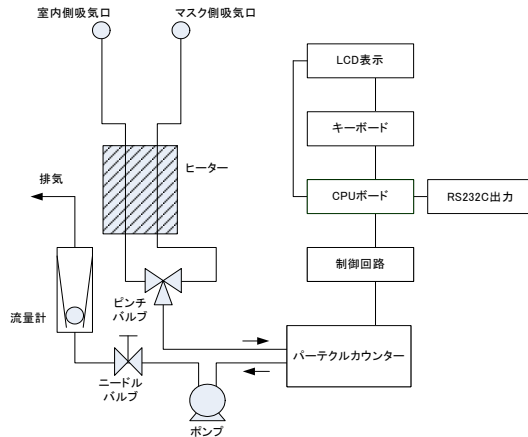 室内側吸気口
マスク側吸気口
LCD表示
キーボード
ヒーター
排気
CPUボード
RS232C出力
制御回路
ピンチ
バルブ
流量計
パーテクルカウンター
ニードル
バルブ
ポンプ